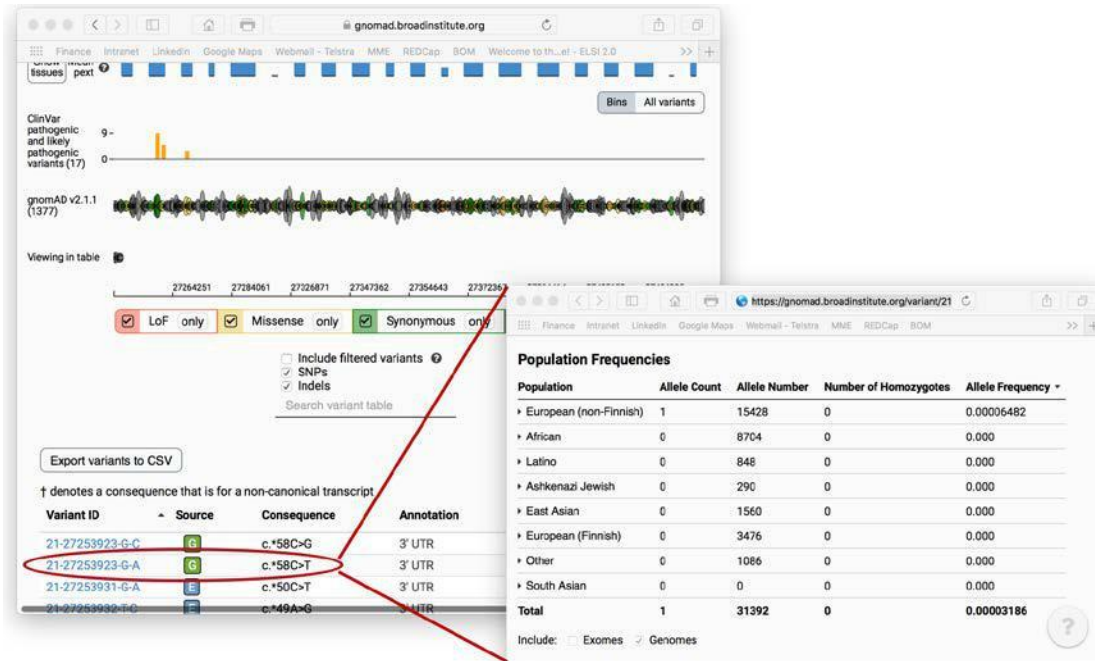 gnomad.broadinstitute.org
Finance Intranet LinkedIn Google Maps Webmail - Telstra MME REDCap BOM Welcome to th...e! - ELSI 2.0 >> +
Show tissues Mean pext ?
Bins All variants
ClinVar
pathogenic
and likely
pathogenic
variants (17)
9
0
gnomAD v2.1.1
(1377)
Viewing in table
27264251 27284061 27326871 27347362 27354643 2737236
LoF only Missense only Synonymous only
Include filtered variants ?
SNPs
Indels
Search variant table
Export variants to CSV
† denotes a consequence that is for a non-canonical transcript
Variant ID Source Consequence Annotation
21-27253923-G-C G c.*58C>G 3' UTR
21-27253923-G-A G c.*58C>T 3' UTR
21-27253931-G-A E c.*50C>T 3' UTR
21-27253932-T-C E c.*49A>G 3' UTR
https://gnomad.broadinstitute.org/variant/21
Finance Intranet LinkedIn Google Maps Webmail - Telstra MME REDCap BOM >> +
Population Frequencies
Population Allele Count Allele Number Number of Homozygotes Allele Frequency
European (non-Finnish) 1 15428 0 0.00006482
African 0 8704 0 0.000
Latino 0 848 0 0.000
Ashkenazi Jewish 0 290 0 0.000
East Asian 0 1560 0 0.000
European (Finnish) 0 3476 0 0.000
Other 0 1086 0 0.000
South Asian 0 0 0 0.000
Total 1 31392 0 0.00003186
Include: Exomes Genomes
?